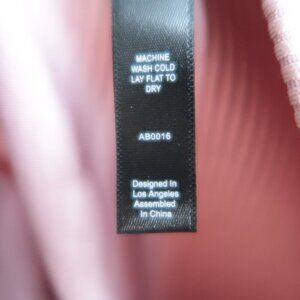 MACHINE
WASH COLD
LAY FLAT TO
DRY
AB0016
Designed In
Los Angeles
Assembled
In China